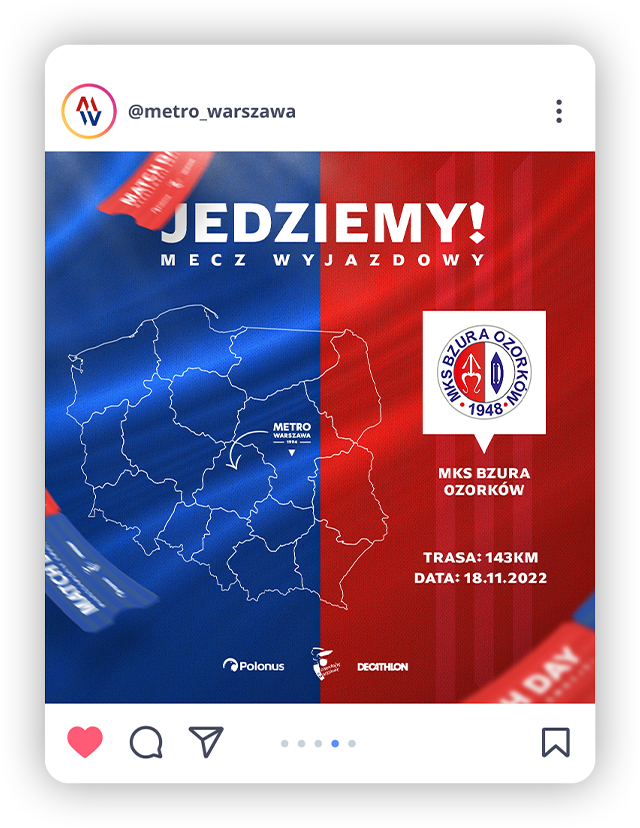 @metro_warszawa
MATCH DAY
JEDZIEMY!
MECZ WYJAZDOWY
MKS BZURA OZORKÓW
1948
METRO
WARSZAWA
1994
MKS BZURA
OZORKÓW
TRASA: 143KM
DATA: 18.11.2022
MATCH
Polonus
DECATHLON
H DAY